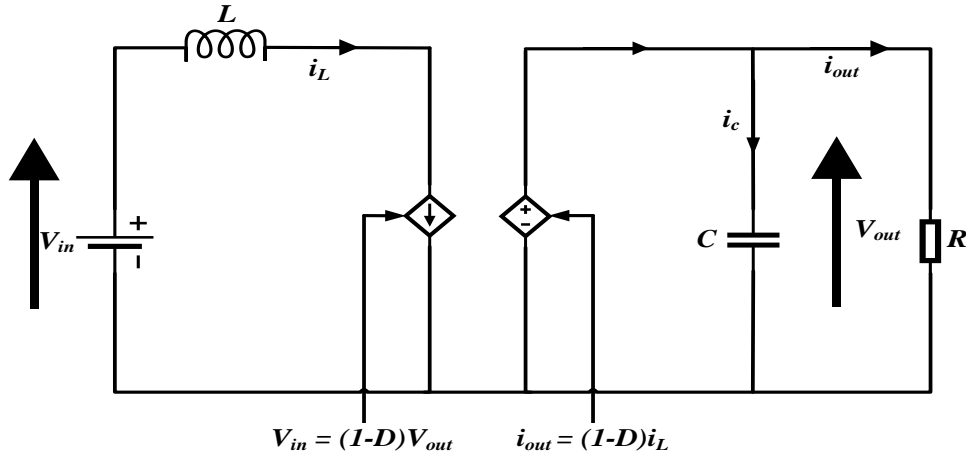 L
i_L
i_out
i_c
+
-
V_in
+
-
C
V_out
R
V_in = (1-D)V_out
i_out = (1-D)i_L